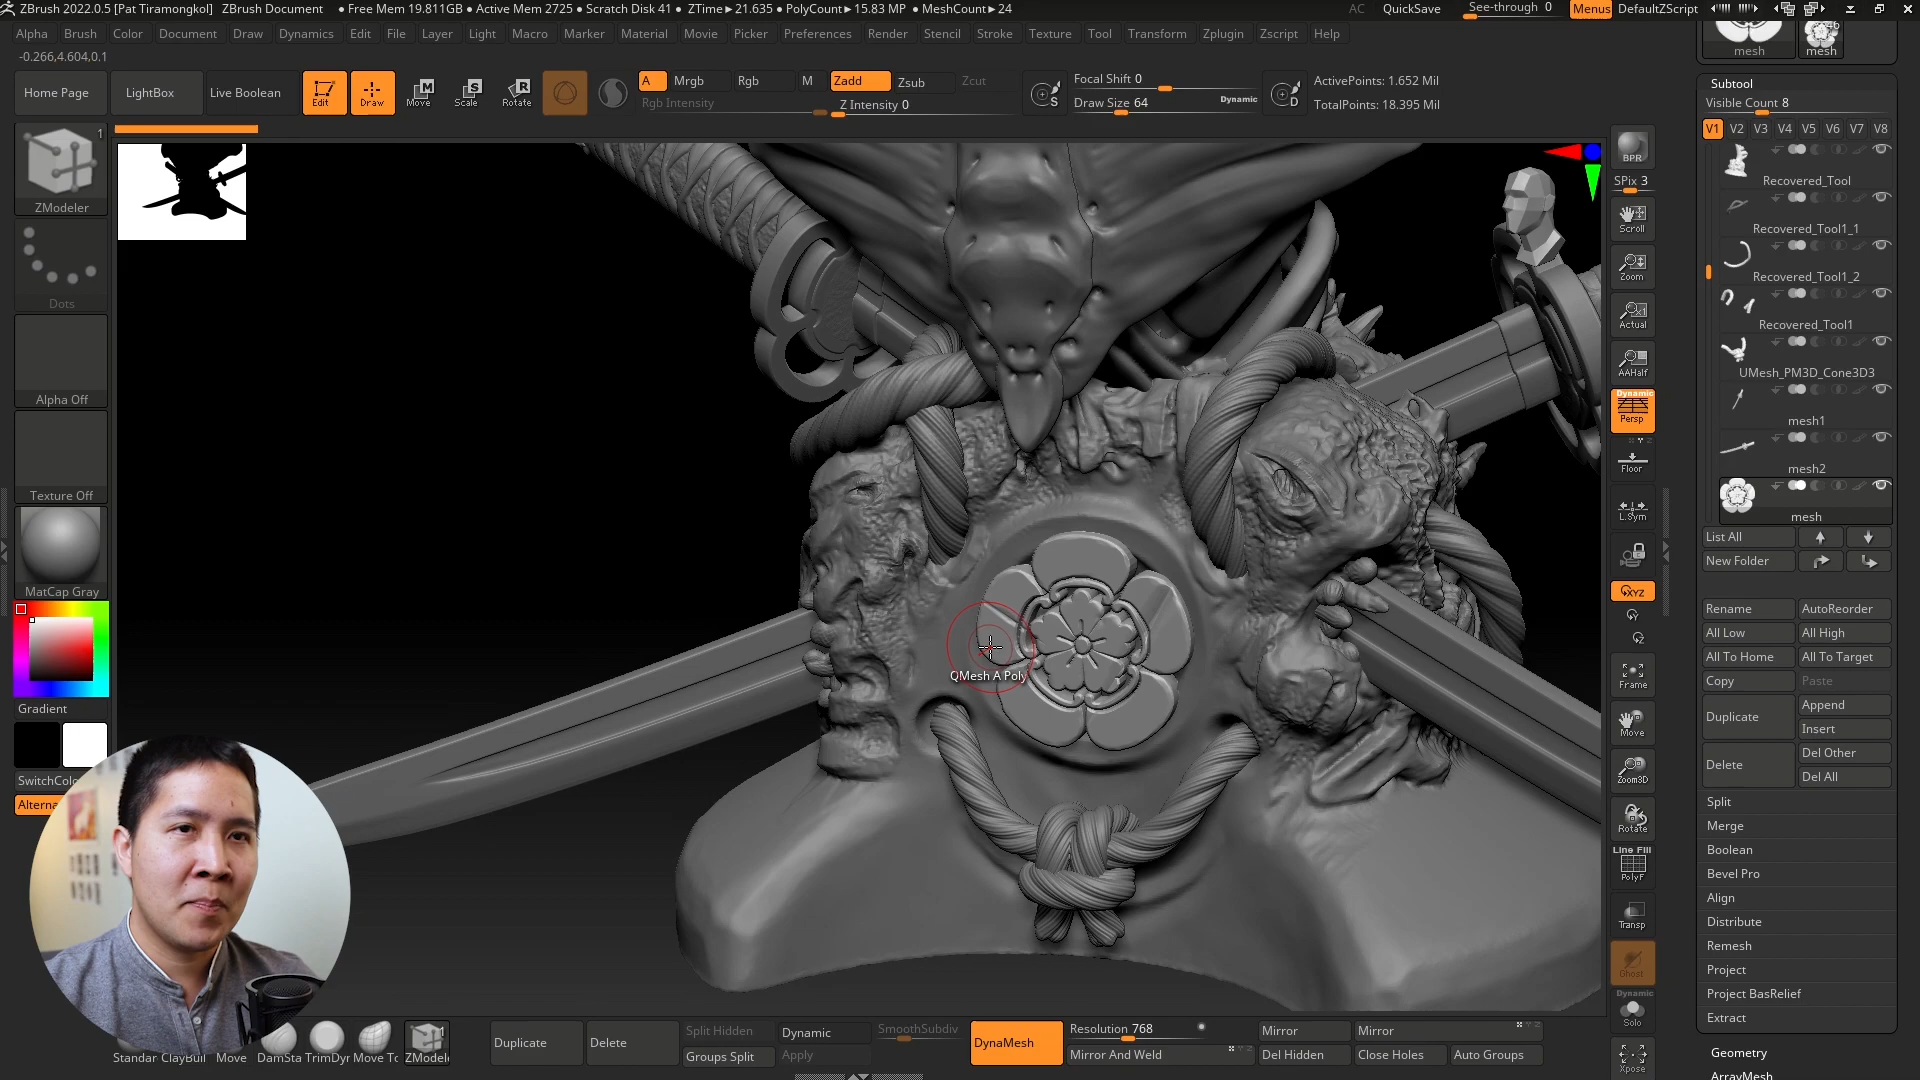 ZBrush 2022.0.5 [Pat Tiramongkol] ZBrush Document ● Free Mem 19.811GB ● Active Mem 2725 ● Scratch Disk 41 ● ZTime►21.635 ● PolyCount►15.83 MP ● MeshCount►24 AC QuickSave See-through 0 Menus DefaultZScript
Alpha Brush Color Document Draw Dynamics Edit File Layer Light Macro Marker Material Movie Picker Preferences Render Stencil Stroke Texture Tool Transform Zplugin Zscript Help
-0.266,4.604,0.1
Home Page LightBox Live Boolean Edit Draw Move Scale Rotate
A Mrgb Rgb M Zadd Zsub Zcut
Rgb Intensity Z Intensity 0
Focal Shift 0
Draw Size 64 Dynamic
ActivePoints: 1.652 Mil
TotalPoints: 18.395 Mil
1
ZModeler
Dots
Alpha Off
Texture Off
MatCap Gray
Gradient
SwitchColo
Alterna
QMesh A Poly
BPR
SPix 3
Scroll
Zoom
Actual
AAHalf
Dynamic
Persp
Floor
L.Sym
XYZ
Frame
Move
Zoom3D
Rotate
Line Fill
PolyF
Transp
Ghost
Dynamic
Solo
Xpose
mesh
mesh
Subtool
Visible Count 8
V1 V2 V3 V4 V5 V6 V7 V8
Recovered_Tool
Recovered_Tool1_1
Recovered_Tool1_2
Recovered_Tool1
UMesh_PM3D_Cone3D3
mesh1
mesh2
mesh
List All
New Folder
Rename AutoReorder
All Low All High
All To Home All To Target
Copy Paste
Duplicate Append
Insert
Delete Del Other
Del All
Split
Merge
Boolean
Bevel Pro
Align
Distribute
Remesh
Project
Project BasRelief
Extract
Geometry
ArrayMesh
Standar ClayBuil Move DamSta TrimDyr Move To ZModele
1
Duplicate Delete
Split Hidden
Groups Split
Dynamic
Apply
SmoothSubdiv
DynaMesh
Resolution 768
Mirror And Weld
Mirror Mirror
Del Hidden Close Holes Auto Groups